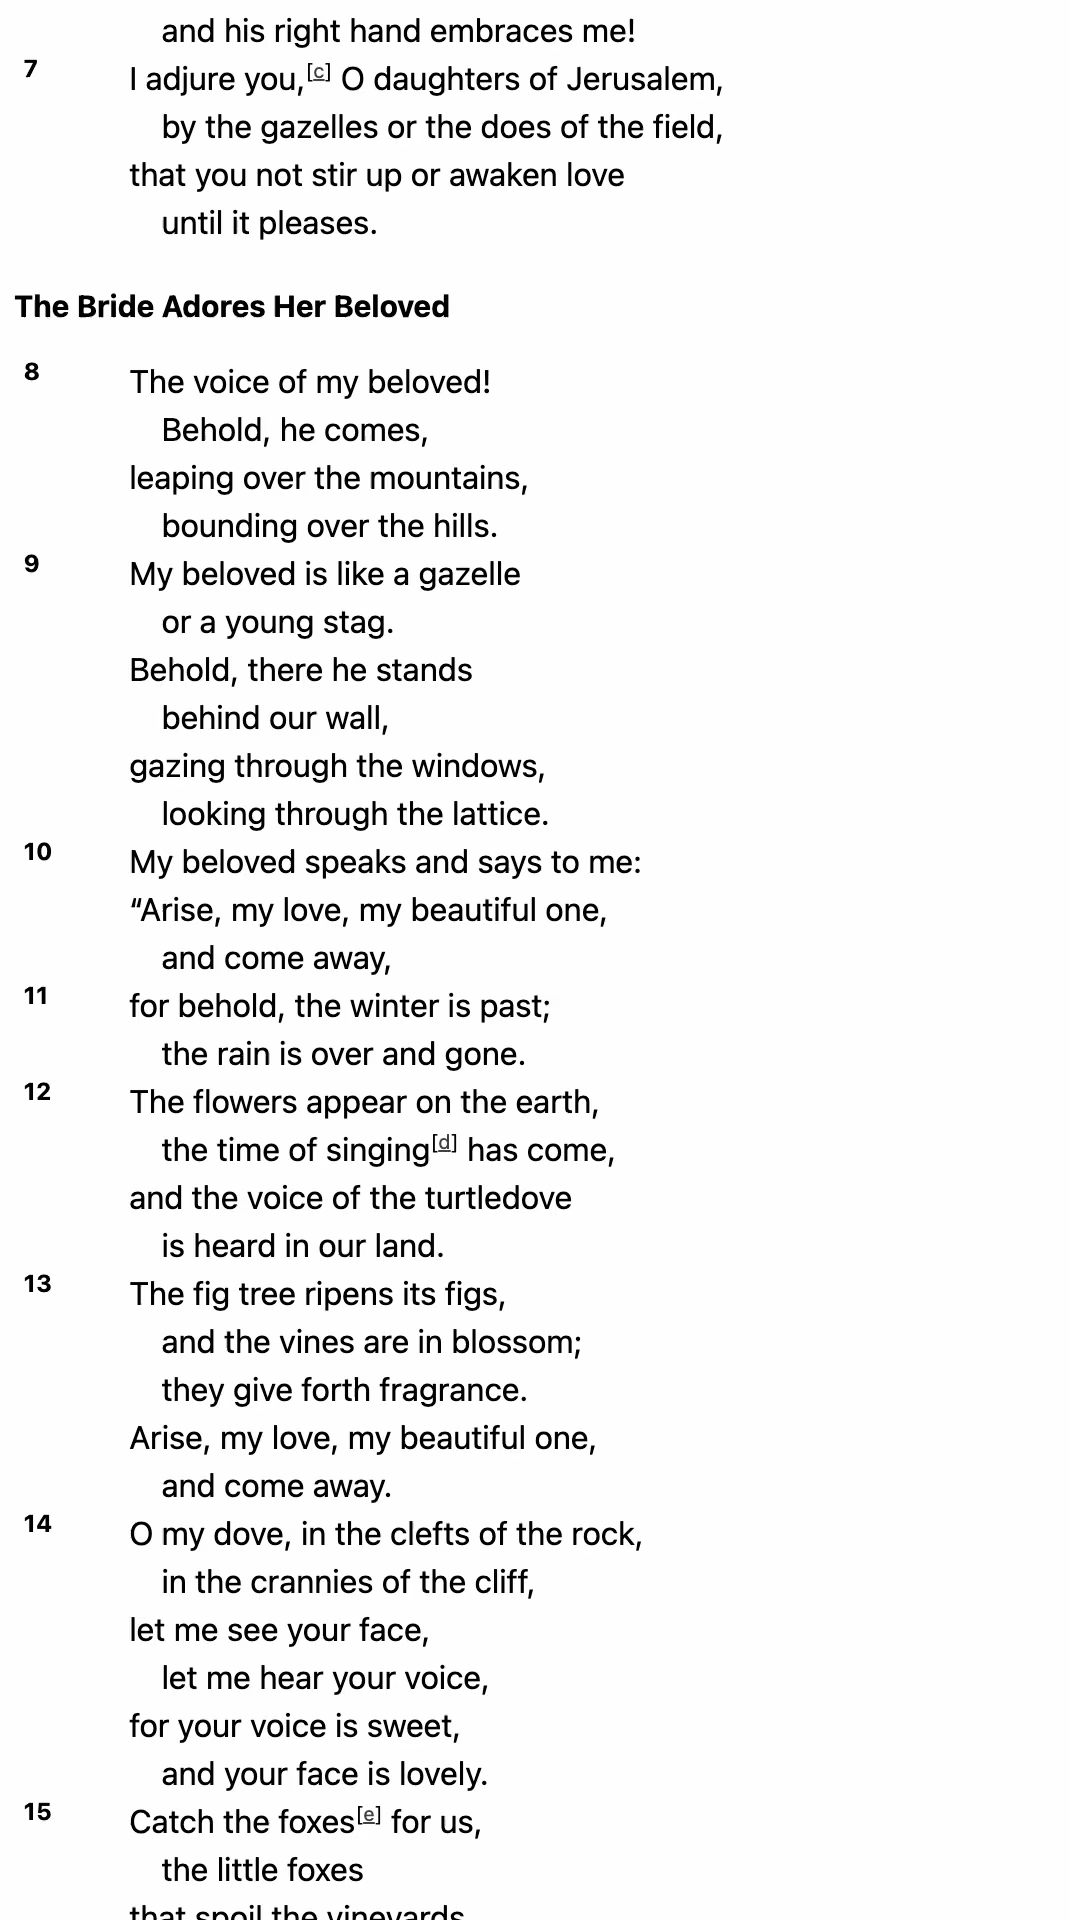 and his right hand embraces me!
7 I adjure you,[c] O daughters of Jerusalem,
by the gazelles or the does of the field,
that you not stir up or awaken love
until it pleases.
The Bride Adores Her Beloved
8 The voice of my beloved!
Behold, he comes,
leaping over the mountains,
bounding over the hills.
9 My beloved is like a gazelle
or a young stag.
Behold, there he stands
behind our wall,
gazing through the windows,
looking through the lattice.
10 My beloved speaks and says to me:
“Arise, my love, my beautiful one,
and come away,
11 for behold, the winter is past;
the rain is over and gone.
12 The flowers appear on the earth,
the time of singing[d] has come,
and the voice of the turtledove
is heard in our land.
13 The fig tree ripens its figs,
and the vines are in blossom;
they give forth fragrance.
Arise, my love, my beautiful one,
and come away.
14 O my dove, in the clefts of the rock,
in the crannies of the cliff,
let me see your face,
let me hear your voice,
for your voice is sweet,
and your face is lovely.
15 Catch the foxes[e] for us,
the little foxes
that spoil the vineyards